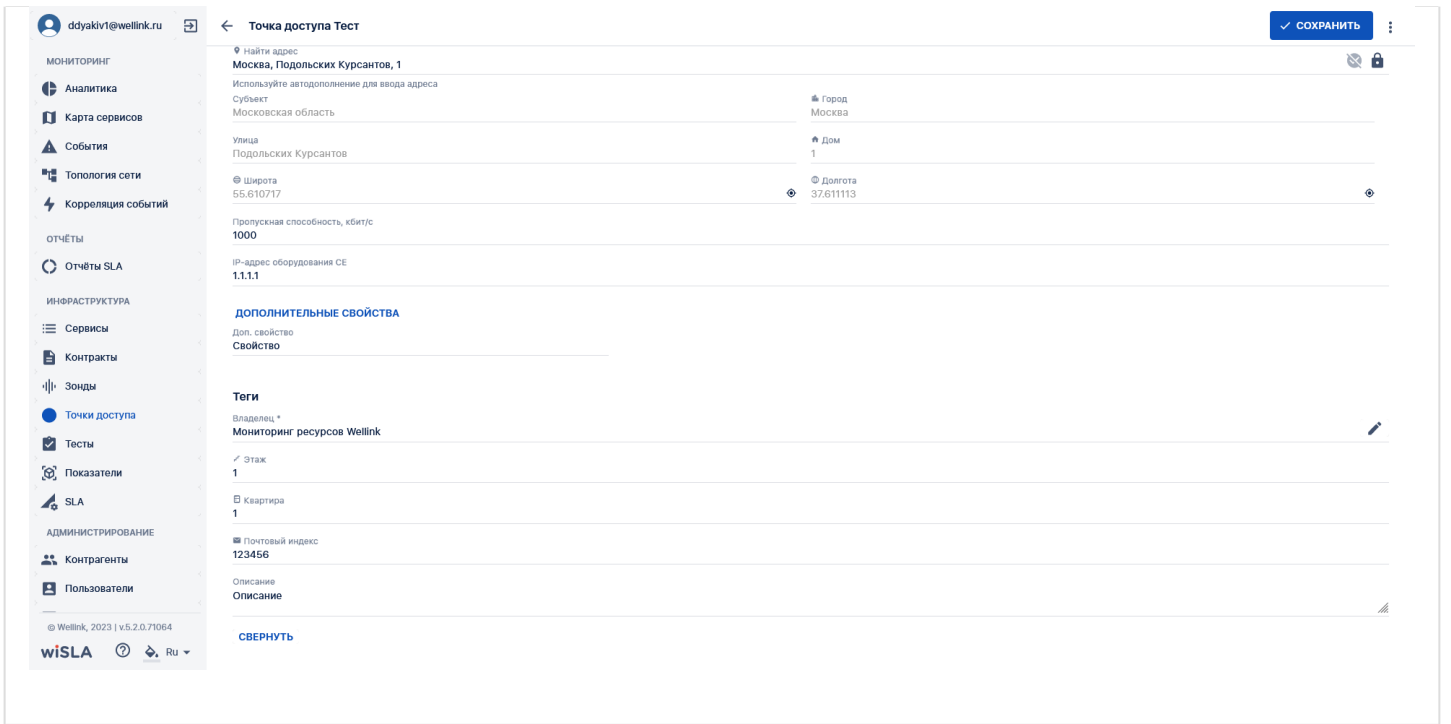 ddyakiv1@wellink.ru
Точка доступа Тест
СОХРАНИТЬ
МОНИТОРИНГ
Аналитика
Карта сервисов
События
Топология сети
Корреляция событий
ОТЧЁТЫ
Отчёты SLA
ИНФРАСТРУКТУРА
Сервисы
Контракты
Зонды
Точки доступа
Тесты
Показатели
SLA
АДМИНИСТРИРОВАНИЕ
Контрагенты
Пользователи
© Wellink, 2023 | v.5.2.0.71064
wiSLA
Ru
Найти адрес
Москва, Подольских Курсантов, 1
Используйте автодополнение для ввода адреса
Субъект
Московская область
Город
Москва
Улица
Подольских Курсантов
Дом
1
Широта
55.610717
Долгота
37.611113
Пропускная способность, кбит/с
1000
IP-адрес оборудования CE
1.1.1.1
ДОПОЛНИТЕЛЬНЫЕ СВОЙСТВА
Доп. свойство
Свойство
Теги
Владелец *
Мониторинг ресурсов Wellink
Этаж
1
Квартира
1
Почтовый индекс
123456
Описание
Описание
СВЕРНУТЬ